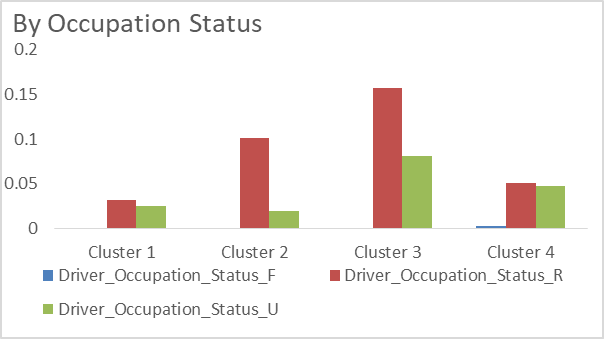 By Occupation Status
0.2
0.15
0.1
0.05
0
Cluster 1 Cluster 2 Cluster 3 Cluster 4
Driver_Occupation_Status_F Driver_Occupation_Status_R
Driver_Occupation_Status_U